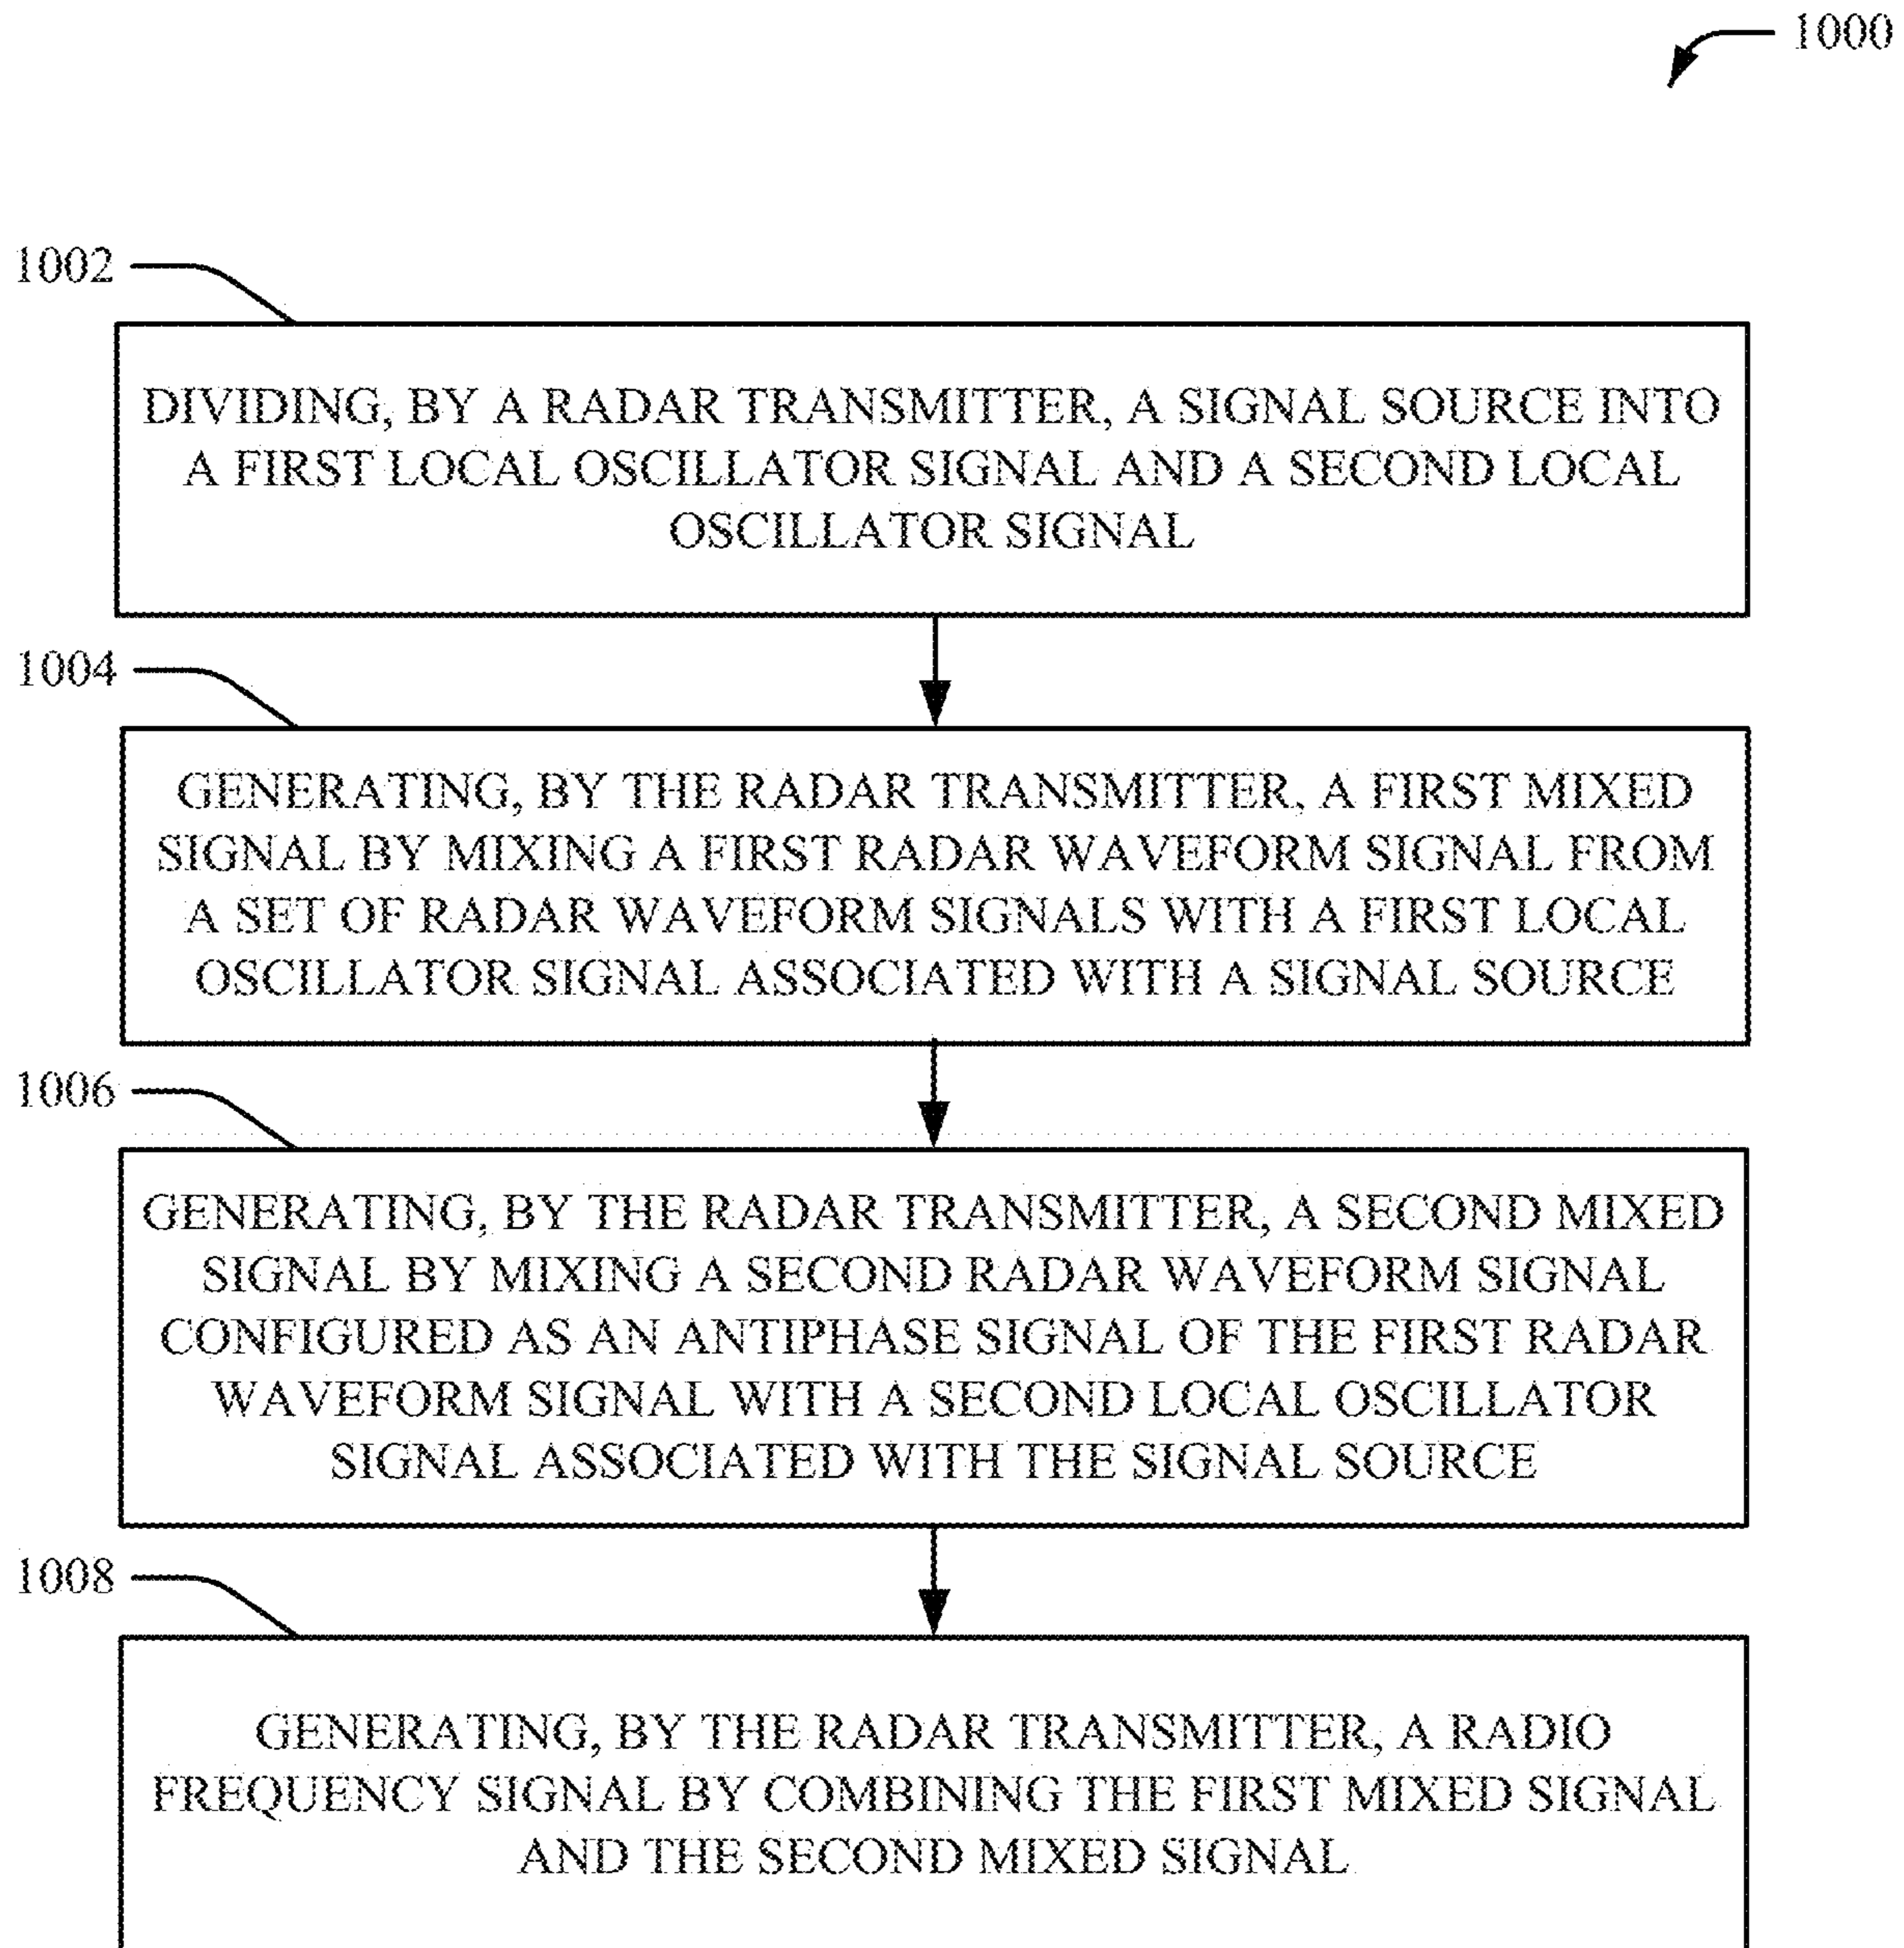 1000
1002
DIVIDING, BY A RADAR TRANSMITTER, A SIGNAL SOURCE INTO
A FIRST LOCAL OSCILLATOR SIGNAL AND A SECOND LOCAL
OSCILLATOR SIGNAL
1004
GENERATING, BY THE RADAR TRANSMITTER, A FIRST MIXED
SIGNAL BY MIXING A FIRST RADAR WAVEFORM SIGNAL FROM
A SET OF RADAR WAVEFORM SIGNALS WITH A FIRST LOCAL
OSCILLATOR SIGNAL ASSOCIATED WITH A SIGNAL SOURCE
1006
GENERATING, BY THE RADAR TRANSMITTER, A SECOND MIXED
SIGNAL BY MIXING A SECOND RADAR WAVEFORM SIGNAL
CONFIGURED AS AN ANTIPHASE SIGNAL OF THE FIRST RADAR
WAVEFORM SIGNAL WITH A SECOND LOCAL OSCILLATOR
SIGNAL ASSOCIATED WITH THE SIGNAL SOURCE
1008
GENERATING, BY THE RADAR TRANSMITTER, A RADIO
FREQUENCY SIGNAL BY COMBINING THE FIRST MIXED SIGNAL
AND THE SECOND MIXED SIGNAL